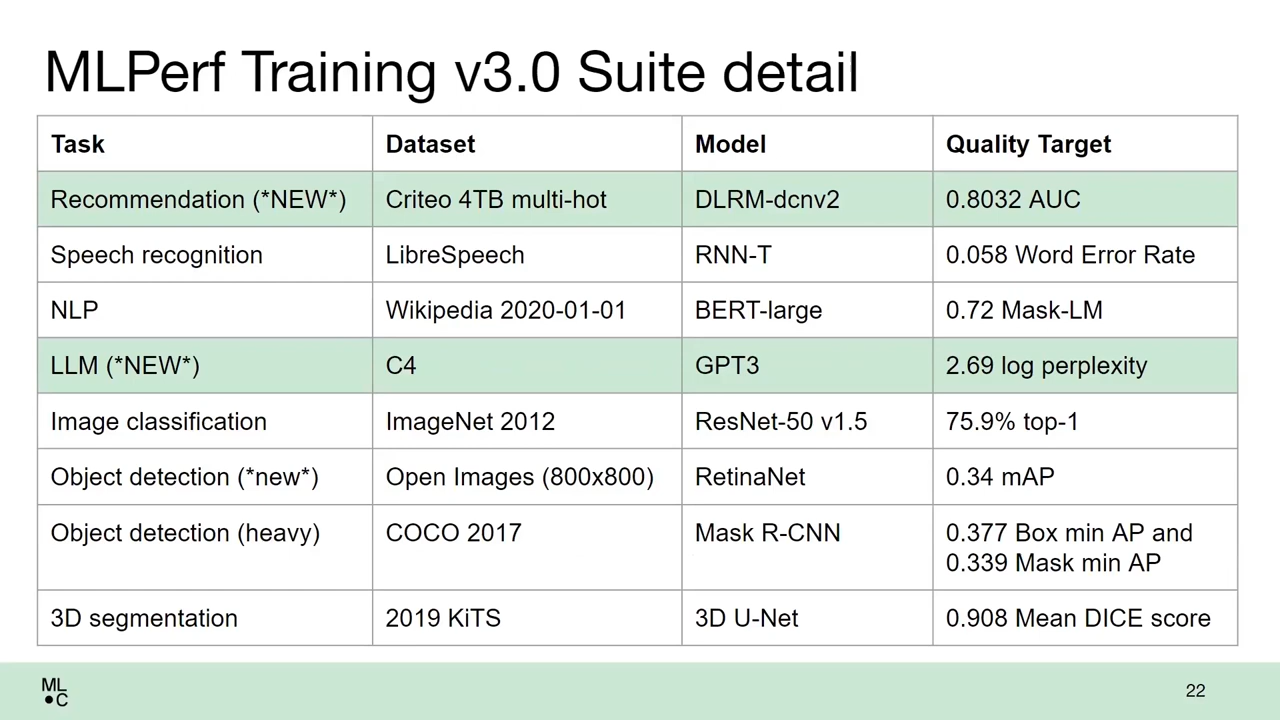 MLPerf Training v3.0 Suite detail
Task Dataset Model Quality Target
Recommendation (*NEW*) Criteo 4TB multi-hot DLRM-dcnv2 0.8032 AUC
Speech recognition LibreSpeech RNN-T 0.058 Word Error Rate
NLP Wikipedia 2020-01-01 BERT-large 0.72 Mask-LM
LLM (*NEW*) C4 GPT3 2.69 log perplexity
Image classification ImageNet 2012 ResNet-50 v1.5 75.9% top-1
Object detection (*new*) Open Images (800x800) RetinaNet 0.34 mAP
Object detection (heavy) COCO 2017 Mask R-CNN 0.377 Box min AP and
0.339 Mask min AP
3D segmentation 2019 KiTS 3D U-Net 0.908 Mean DICE score
ML
C
22